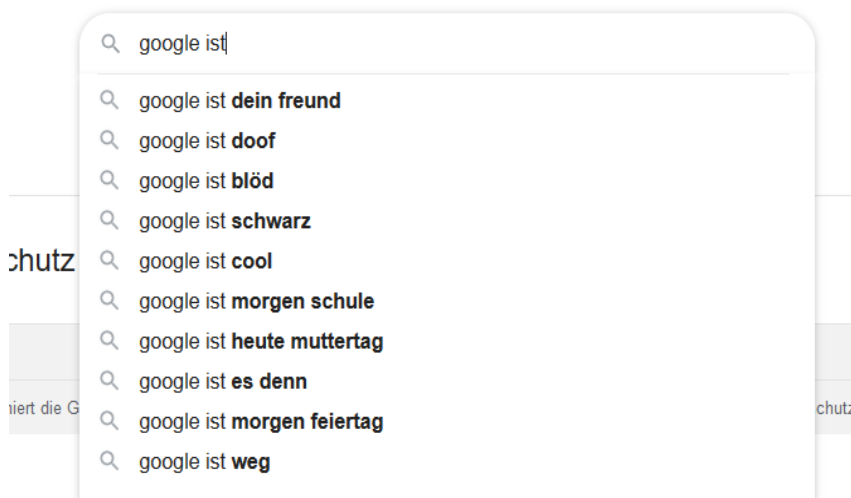 google ist
google ist dein freund
google ist doof
google ist blöd
google ist schwarz
google ist cool
google ist morgen schule
google ist heute muttertag
google ist es denn
google ist morgen feiertag
google ist weg
chutz
niert die G
chutz